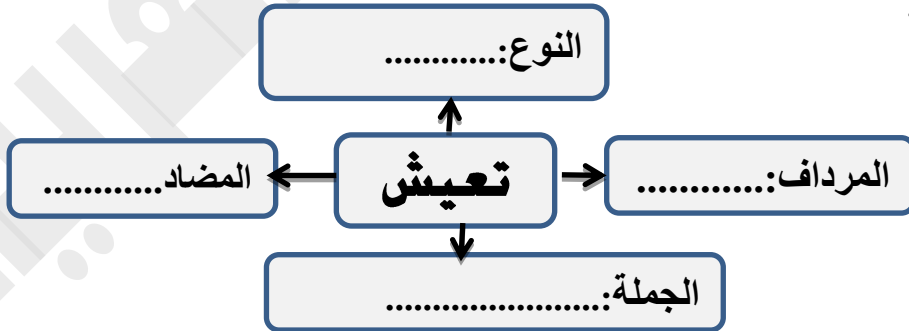 النوع:............
المرداف:............
تعيش
المضاد............
الجملة:......................